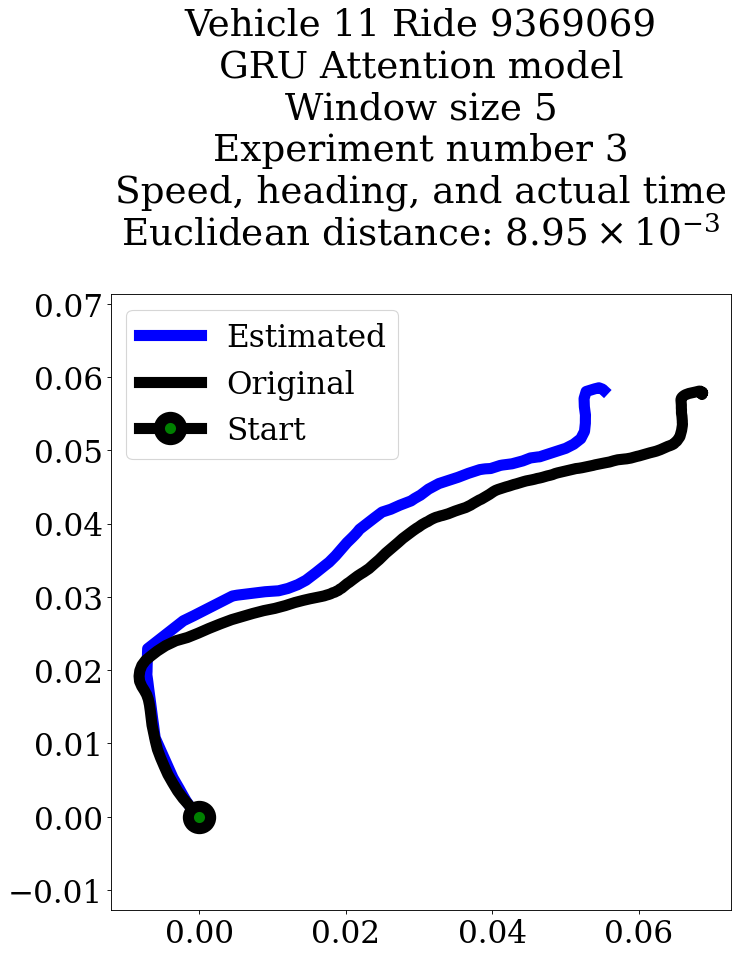 Vehicle 11 Ride 9369069
GRU Attention model
Window size 5
Experiment number 3
Speed, heading, and actual time
Euclidean distance: 8.95 × 10⁻³
0.07
Estimated
0.06
Original
Start
0.05
0.04
0.03
0.02
0.01
0.00
−0.01
0.00 0.02 0.04 0.06